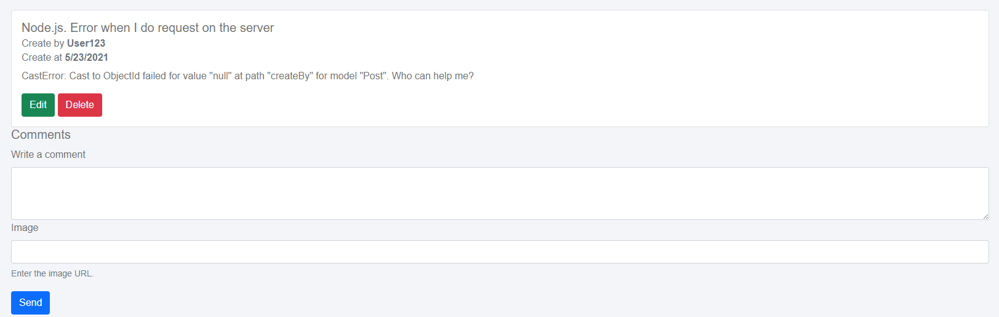 Node.js. Error when I do request on the server
Create by User123
Create at 5/23/2021
CastError: Cast to ObjectId failed for value "null" at path "createBy" for model "Post". Who can help me?
Edit Delete
Comments
Write a comment
Image
Enter the image URL.
Send